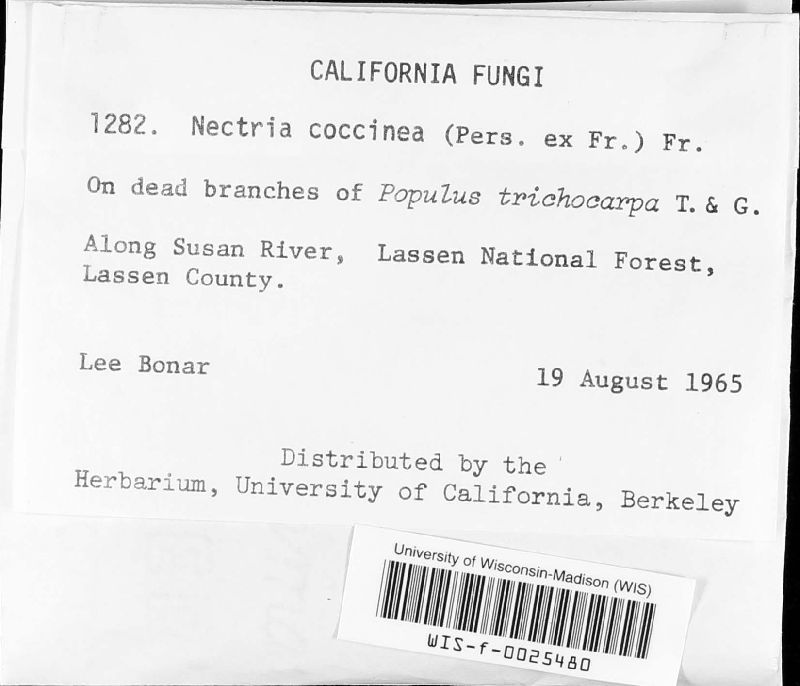 CALIFORNIA FUNGI
1282. Nectria coccinea (Pers. ex Fr.) Fr.
On dead branches of Populus trichocarpa T. & G.
Along Susan River, Lassen National Forest,
Lassen County.
Lee Bonar 19 August 1965
Distributed by the
Herbarium, University of California, Berkeley
University of Wisconsin-Madison (WIS)
WIS-f-0025480